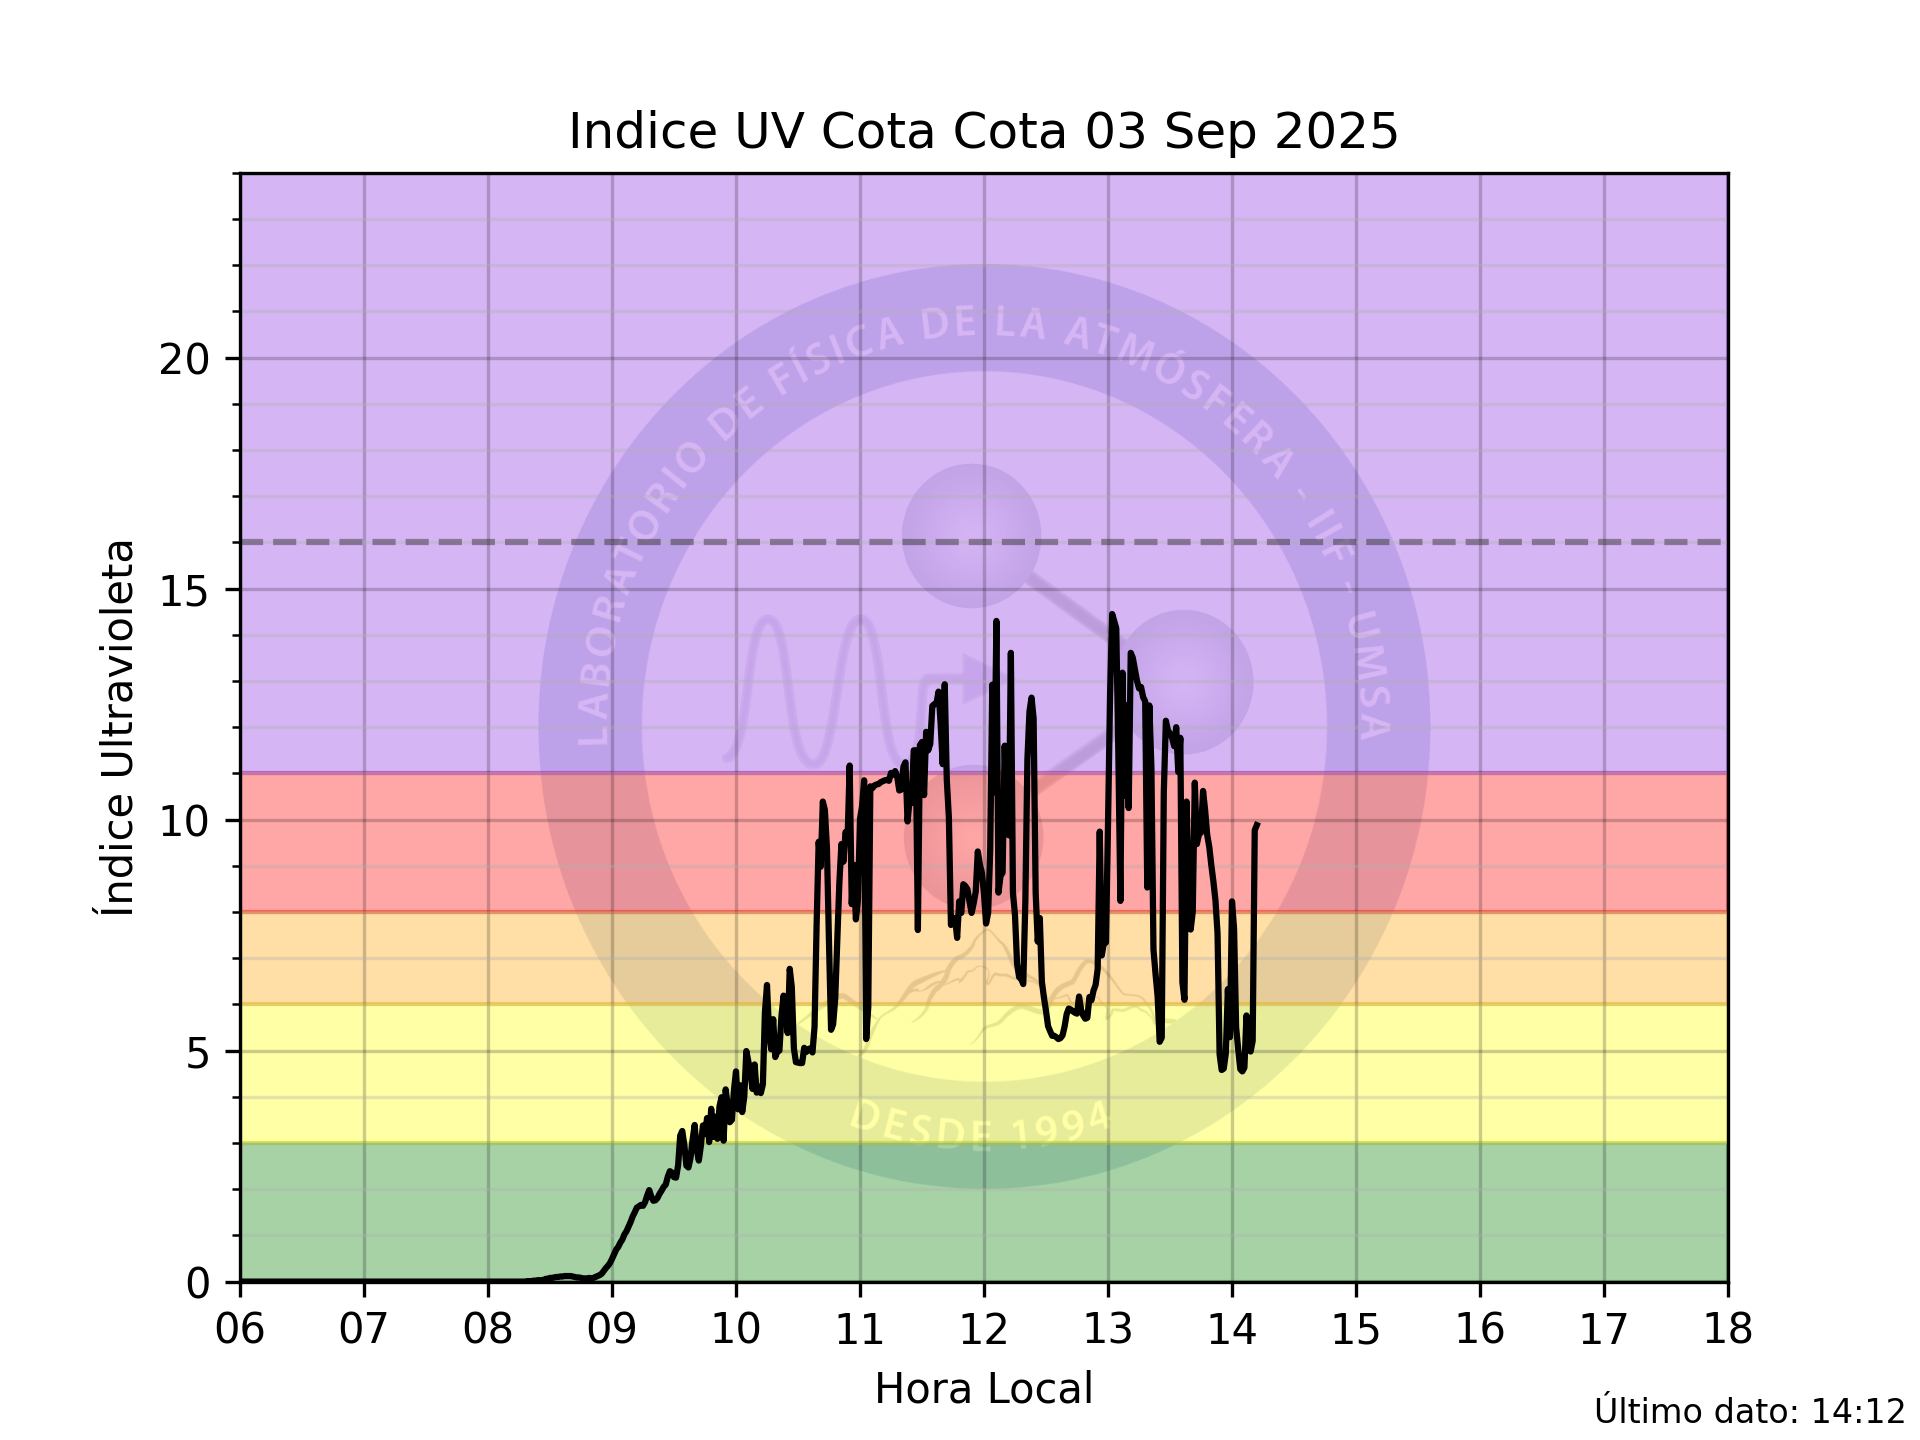 Indice UV Cota Cota 03 Sep 2025
Índice Ultravioleta
20
15
10
5
0
LABORATORIO DE FÍSICA DE LA ATMÓSFERA - IIF - UMSA
DESDE 1994
06 07 08 09 10 11 12 13 14 15 16 17 18
Hora Local
Último dato: 14:12